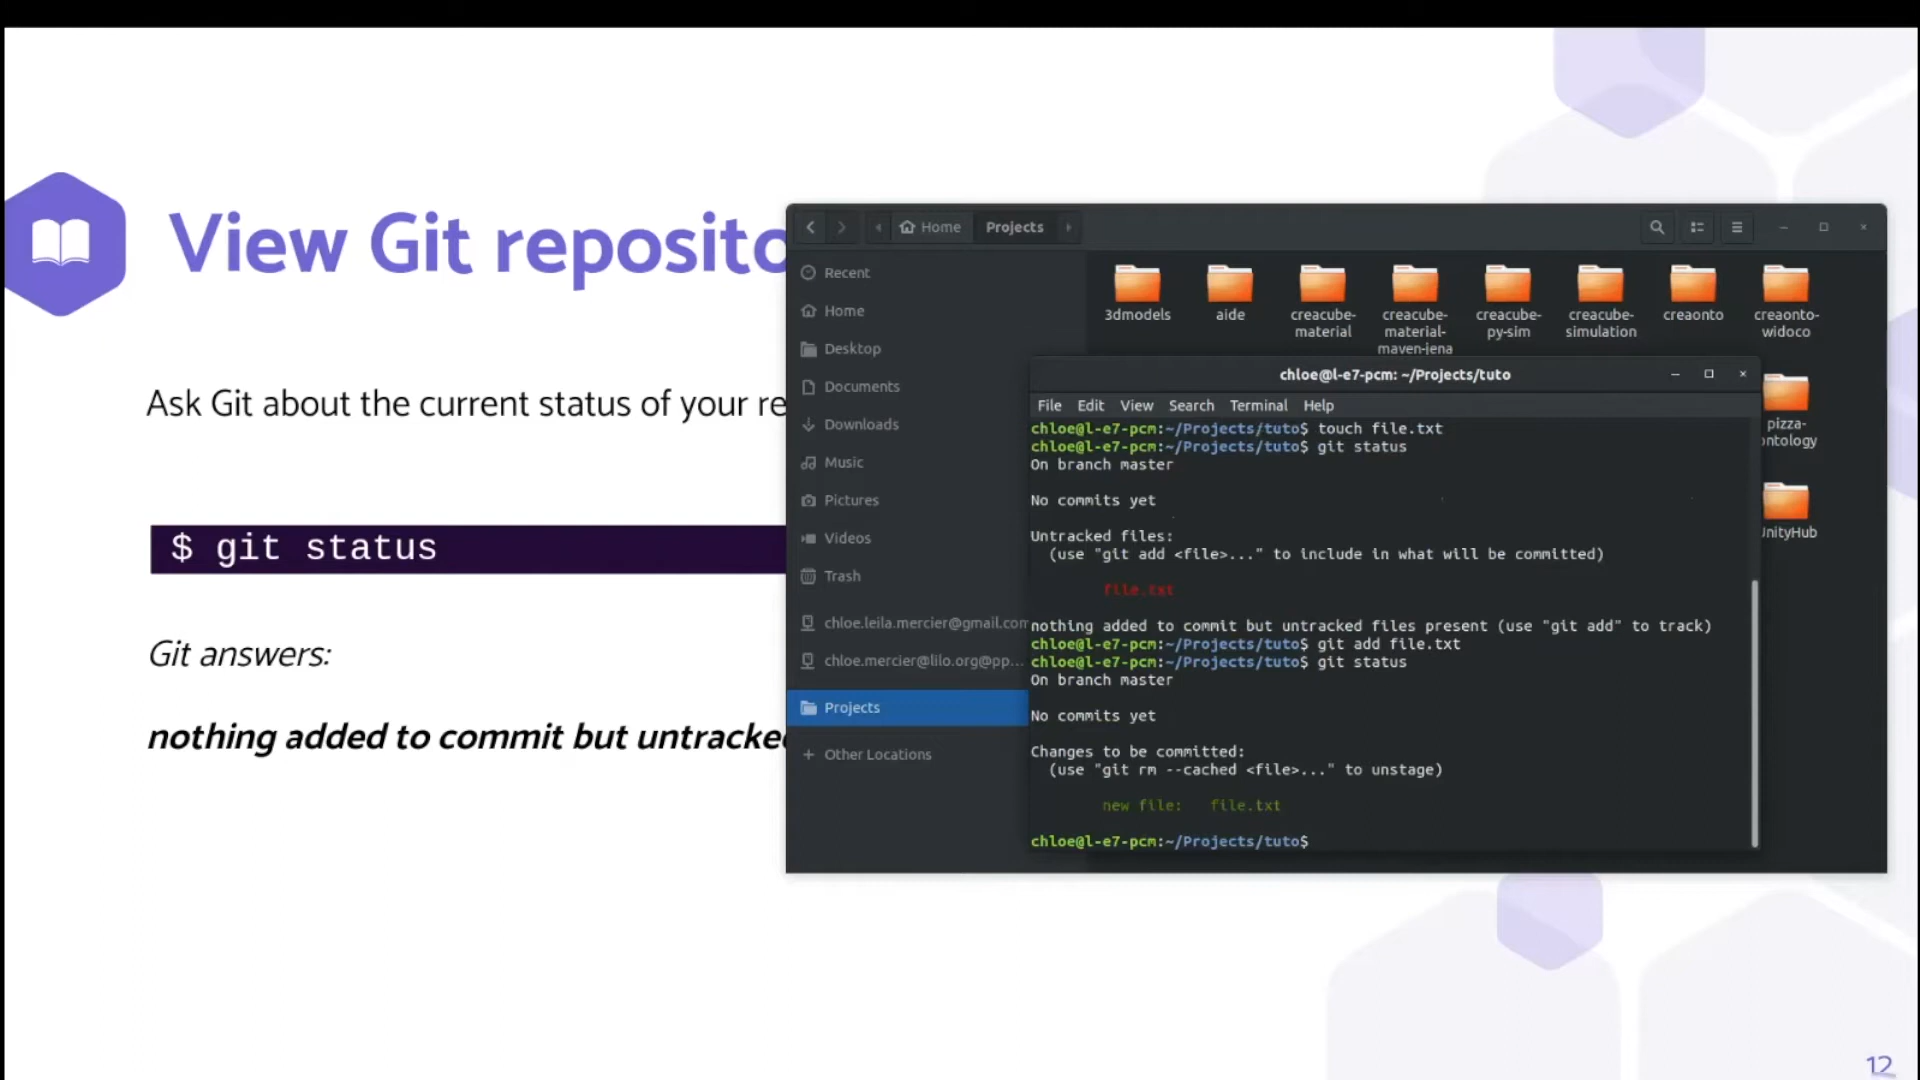 View Git reposito
Ask Git about the current status of your re
$ git status
Git answers:
nothing added to commit but untracked
Home
Projects
Recent
Home
Desktop
Documents
Downloads
Music
Pictures
Videos
Trash
chloe.leila.mercier@gmail.com
chloe.mercier@lilo.org@pp...
Projects
+ Other Locations
3dmodels
aide
creacube-
material
creacube-
material-
maven-jena
creacube-
py-sim
creacube-
simulation
creaonto
creaonto-
widoco
pizza-
ontology
UnityHub
chloe@l-e7-pcm: ~/Projects/tuto
File Edit View Search Terminal Help
chloe@l-e7-pcm:~/Projects/tuto$ touch file.txt
chloe@l-e7-pcm:~/Projects/tuto$ git status
On branch master
No commits yet
Untracked files:
(use "git add <file>..." to include in what will be committed)
file.txt
nothing added to commit but untracked files present (use "git add" to track)
chloe@l-e7-pcm:~/Projects/tuto$ git add file.txt
chloe@l-e7-pcm:~/Projects/tuto$ git status
On branch master
No commits yet
Changes to be committed:
(use "git rm --cached <file>..." to unstage)
new file: file.txt
chloe@l-e7-pcm:~/Projects/tuto$
12